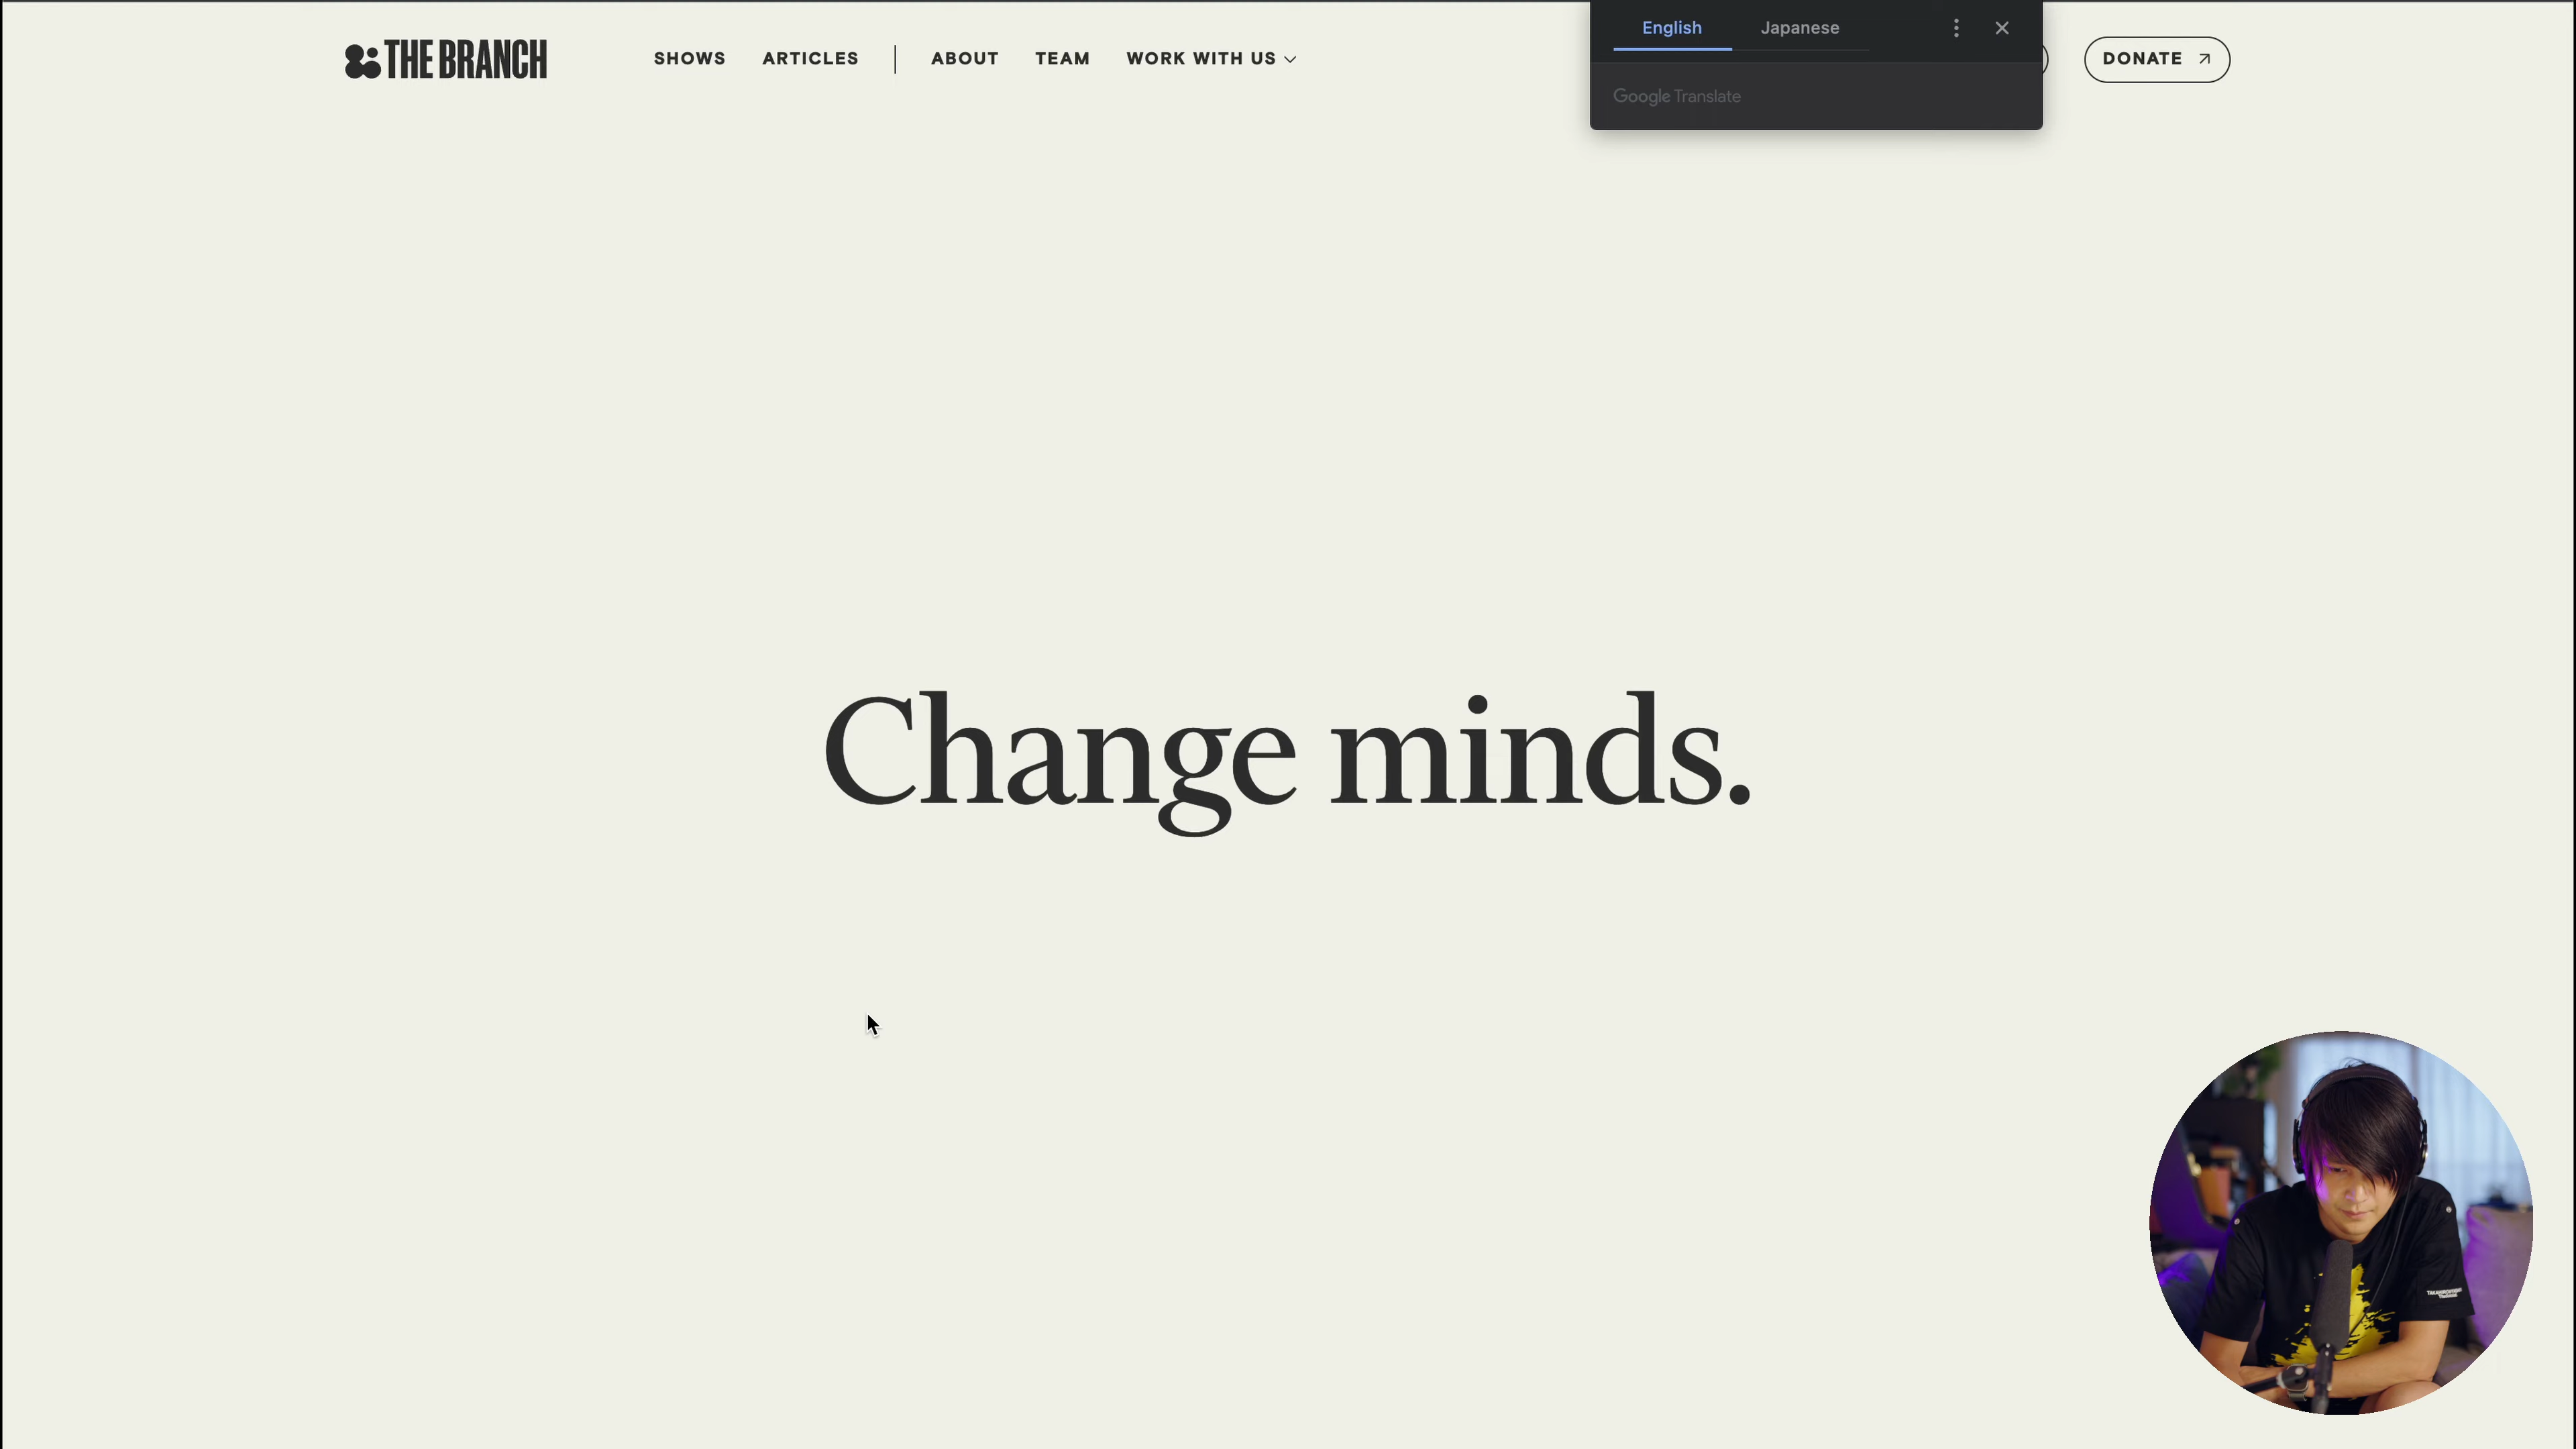 THE BRANCH
SHOWS ARTICLES ABOUT TEAM WORK WITH US
English Japanese
Google Translate
DONATE
Change minds.